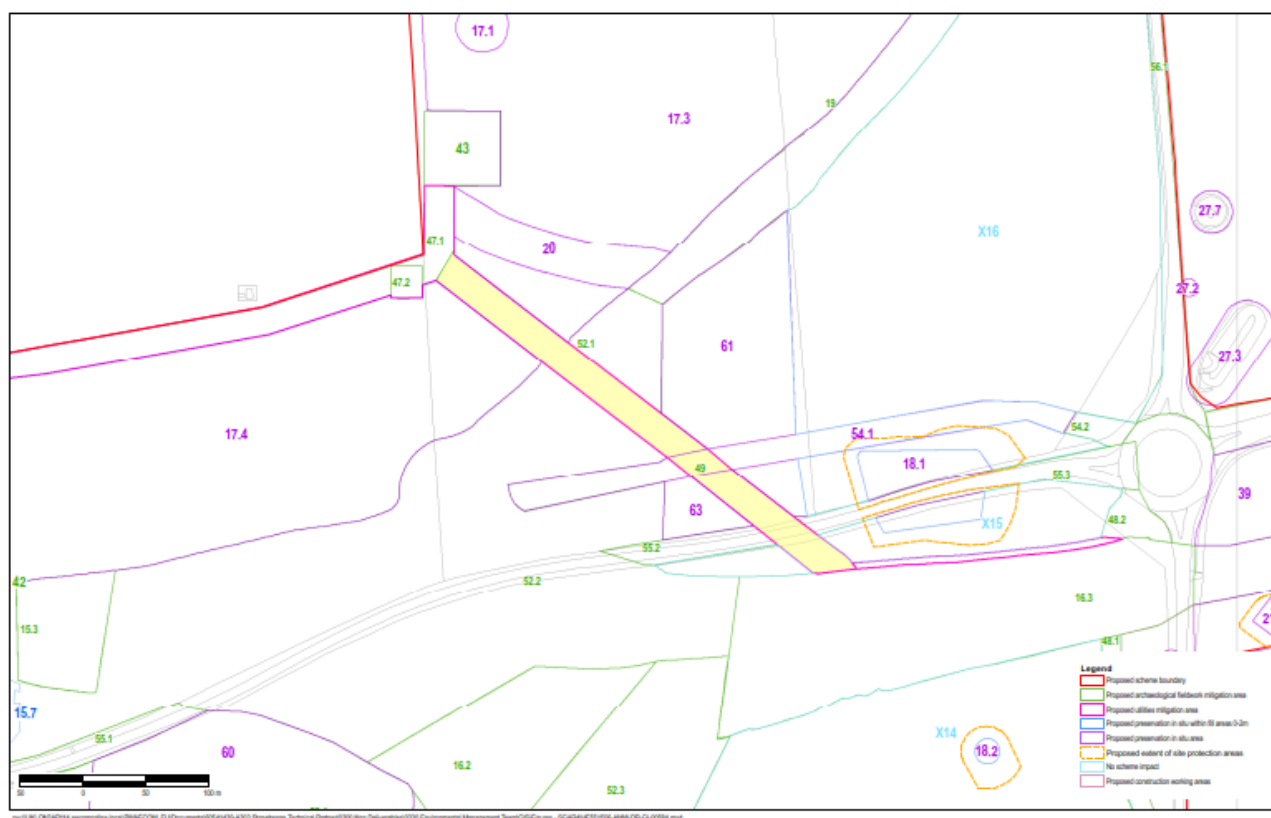 17.1
56.1
19
17.3
43
27.7
X16
47.1
20
27.2
47.2
52.1
61
27.3
17.4
54.1
54.2
18.1
49
55.3
39
63
X15
48.2
55.2
42
52.2
16.3
15.3
48.1
Legend
Proposed scheme boundary
Proposed archaeological fieldwork mitigation area
Proposed utilities mitigation area
15.7
Proposed preservation in situ within fill areas 0-2m
X14
55.1
Proposed preservation in situ area
60
18.2
Proposed extent of site protection areas
16.2
No scheme impact
50 0 50 100 m
52.3
Proposed construction working areas